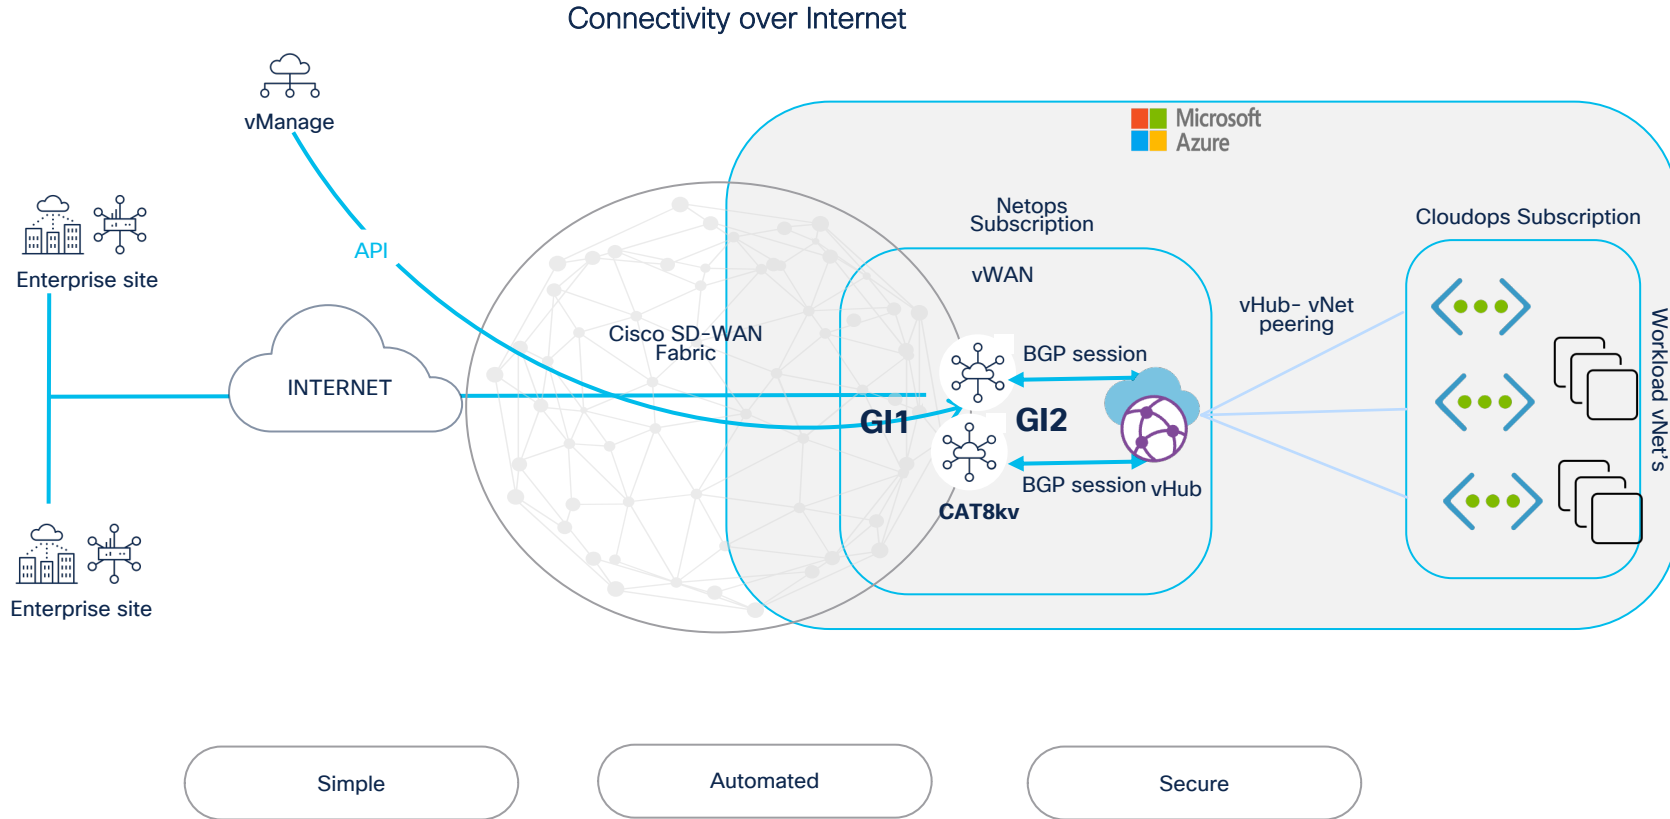 Connectivity over Internet
vManage
API
Enterprise site
INTERNET
Enterprise site
Cisco SD-WAN
Fabric
Microsoft
Azure
Netops
Subscription
vWAN
GI1
GI2
BGP session
BGP session
vHub
CAT8kv
vHub- vNet
peering
Cloudops Subscription
Workload vNet's
Simple
Automated
Secure